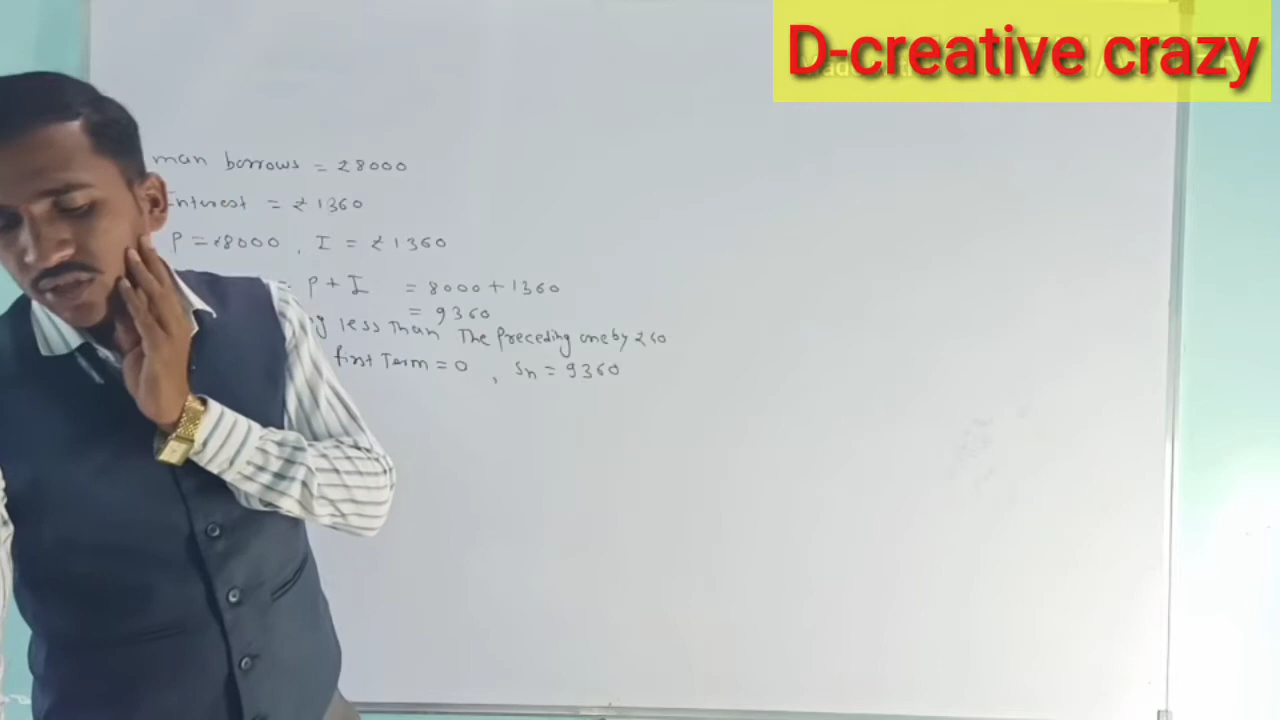 D-creative crazy
man borrows = ₹8000
Interest = ₹1360
P = ₹8000 , I = ₹1360
= P + I = 8000 + 1360
= 9360
less than The preceding one by ₹40
first Term = 0 , Sn = 9360